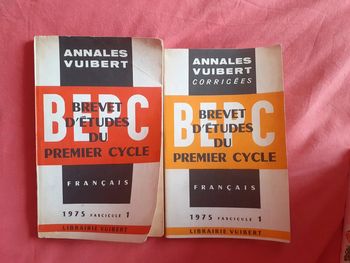 ANNALES
VUIBERT
BEPC
BREVET
D'ÉTUDES
DU
PREMIER CYCLE
FRANÇAIS
1975 FASCICULE 1
LIBRAIRIE VUIBERT
ANNALES
VUIBERT
CORRIGÉES
BEPC
BREVET
D'ÉTUDES
DU
PREMIER CYCLE
FRANÇAIS
1975 FASCICULE 1
LIBRAIRIE VUIBERT